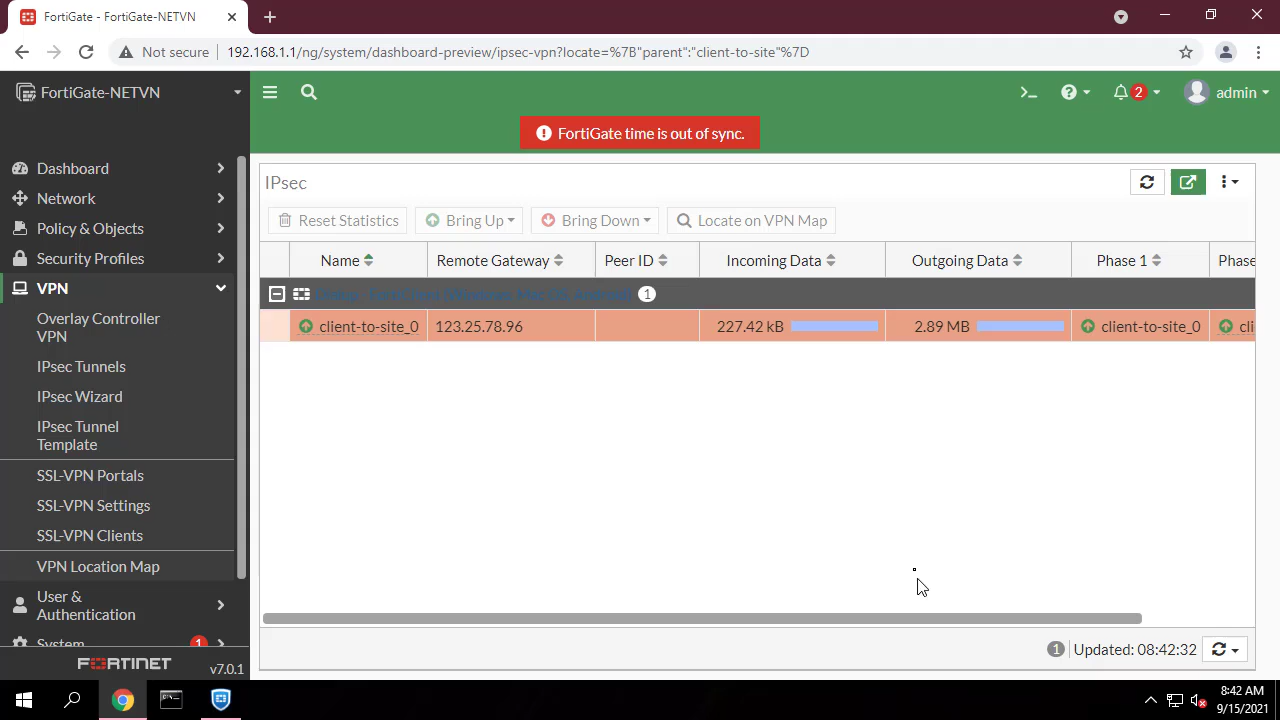 FortiGate - FortiGate-NETVN
Not secure
192.168.1.1/ng/system/dashboard-preview/ipsec-vpn?locate=%7B"parent":"client-to-site"%7D
FortiGate-NETVN
2
admin
FortiGate time is out of sync.
Dashboard
Network
Policy & Objects
Security Profiles
VPN
Overlay Controller
VPN
IPsec Tunnels
IPsec Wizard
IPsec Tunnel
Template
SSL-VPN Portals
SSL-VPN Settings
SSL-VPN Clients
VPN Location Map
User &
Authentication
System
1
FORTINET
v7.0.1
IPsec
Reset Statistics
Bring Up
Bring Down
Locate on VPN Map
Name
Remote Gateway
Peer ID
Incoming Data
Outgoing Data
Phase 1
Phase
1
client-to-site_0
123.25.78.96
227.42 kB
2.89 MB
client-to-site_0
cli
1
Updated: 08:42:32
8:42 AM
9/15/2021